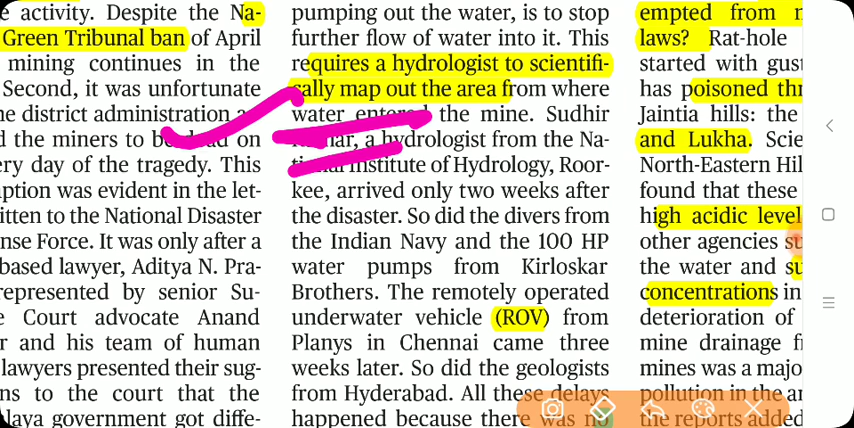 e activity. Despite the Na-
Green Tribunal ban of April
mining continues in the
Second, it was unfortunate
ne district administration
d the miners to be dead on
ery day of the tragedy. This
ption was evident in the let-
itten to the National Disaster
nse Force. It was only after a
based lawyer, Aditya N. Pra-
represented by senior Su-
e Court advocate Anand
r and his team of human
lawyers presented their sug-
ns to the court that the
laya government got diffe-
pumping out the water, is to stop
further flow of water into it. This
requires a hydrologist to scientifi-
cally map out the area from where
water entered the mine. Sudhir
Kumar, a hydrologist from the Na-
tional Institute of Hydrology, Roor-
kee, arrived only two weeks after
the disaster. So did the divers from
the Indian Navy and the 100 HP
water pumps from Kirloskar
Brothers. The remotely operated
underwater vehicle (ROV) from
Planys in Chennai came three
weeks later. So did the geologists
from Hyderabad. All these delays
happened because there was no
empted from
laws? Rat-hole
started with gust
has poisoned thr
Jaintia hills: the
and Lukha. Scie
North-Eastern Hil
found that these
high acidic level
other agencies su
the water and su
concentrations in
deterioration of
mine drainage f
mines was a majo
pollution in the ar
the reports added